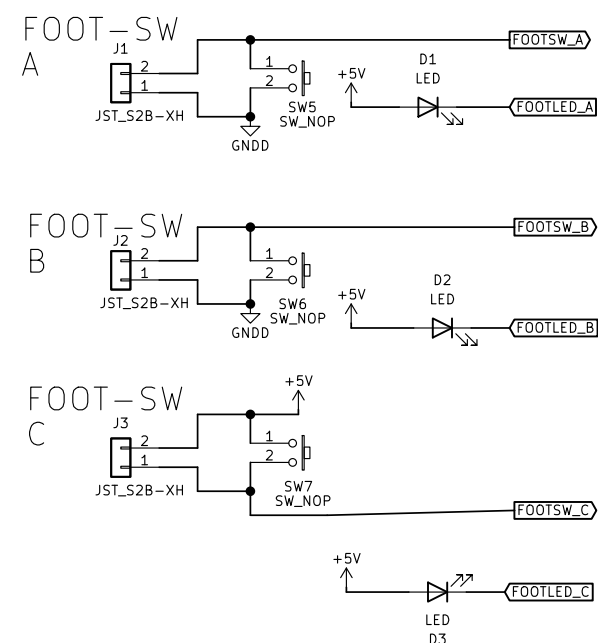 FOOT-SW
A
J1
2
1
JST_S2B-XH
1
2
SW5
SW_NOP
GNDD
FOOTSW_A
D1
LED
+5V
FOOTLED_A
FOOT-SW
B
J2
2
1
JST_S2B-XH
1
2
SW6
SW_NOP
GNDD
FOOTSW_B
D2
LED
+5V
FOOTLED_B
FOOT-SW
C
J3
2
1
JST_S2B-XH
+5V
1
2
SW7
SW_NOP
FOOTSW_C
+5V
FOOTLED_C
LED
D3